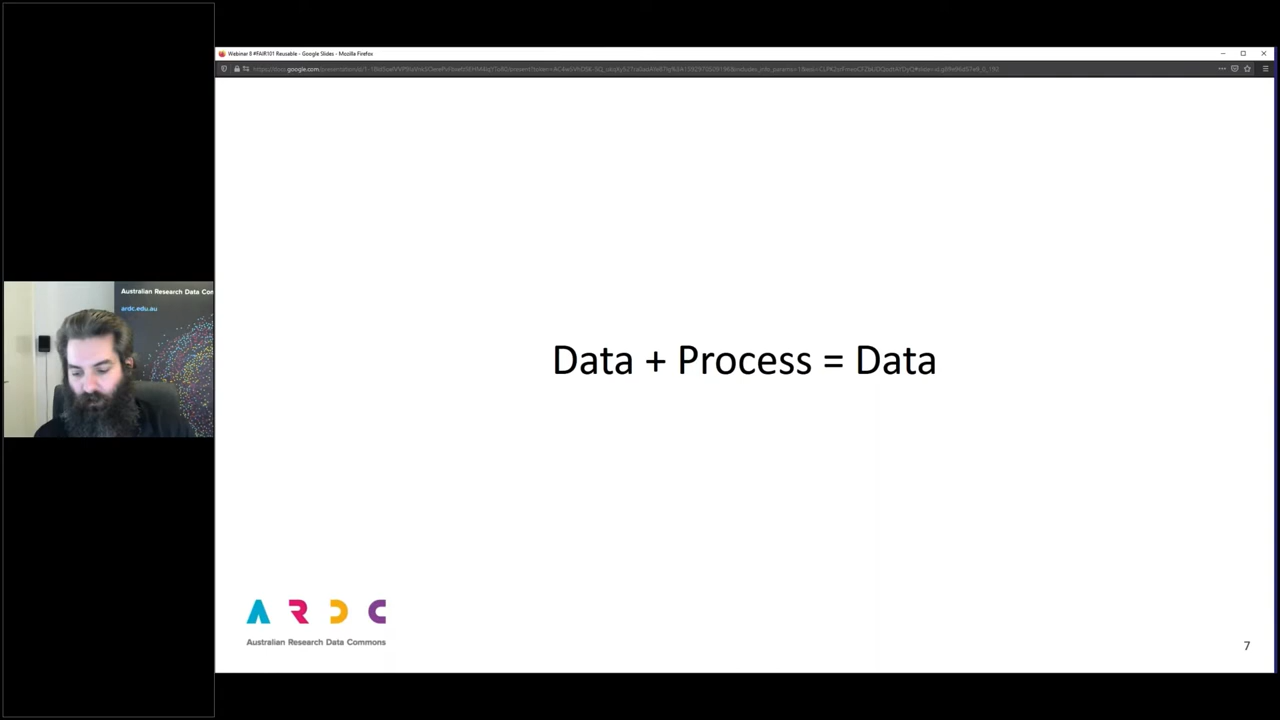 Webinar 8 #FAIR101 Reusable - Google Slides - Mozilla Firefox
Australian Research Data Com
ardc.edu.au
Data + Process = Data
ARDC
Australian Research Data Commons
7